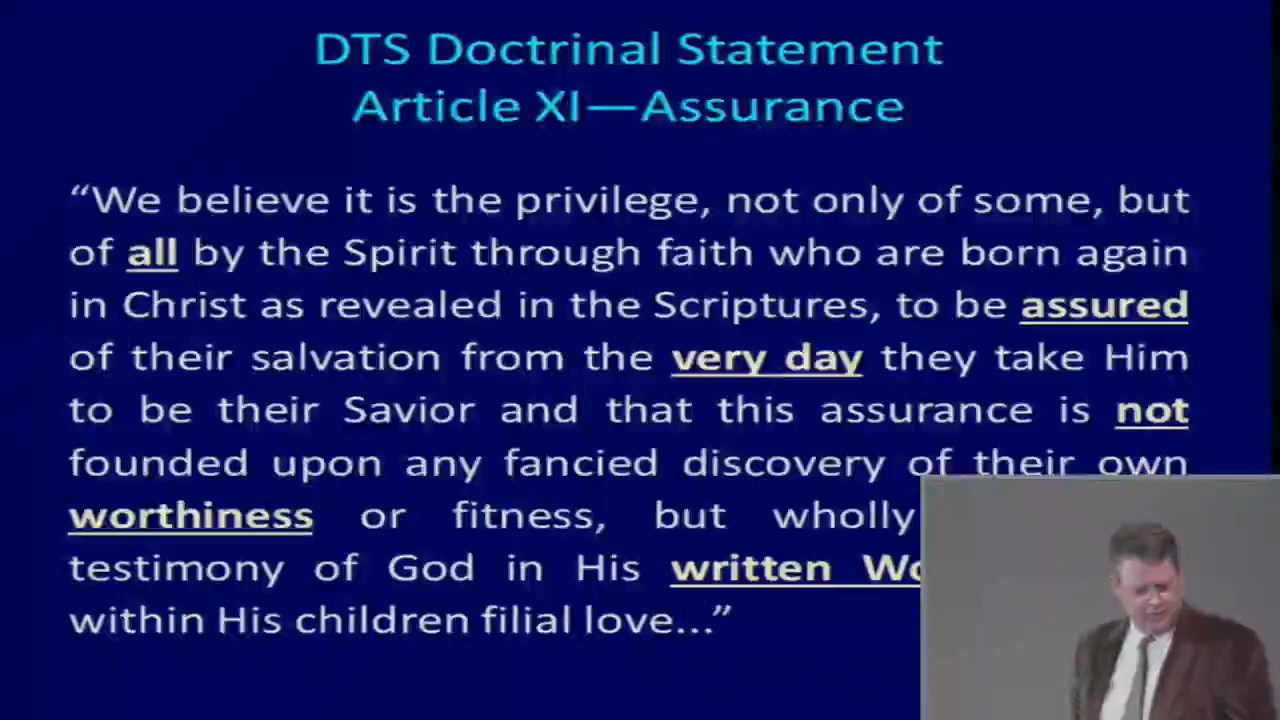 DTS Doctrinal Statement
Article XI—Assurance
“We believe it is the privilege, not only of some, but
of all by the Spirit through faith who are born again
in Christ as revealed in the Scriptures, to be assured
of their salvation from the very day they take Him
to be their Savior and that this assurance is not
founded upon any fancied discovery of their own
worthiness or fitness, but wholly
testimony of God in His written
within His children filial love...”